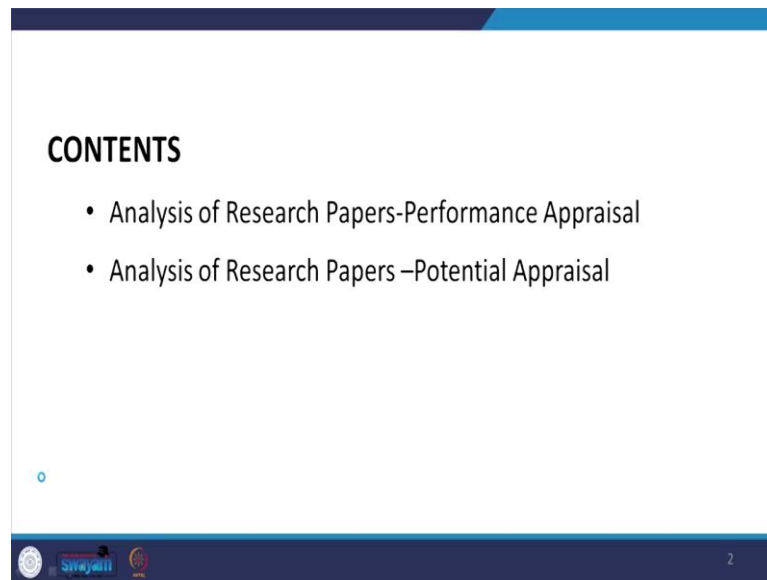 CONTENTS
• Analysis of Research Papers-Performance Appraisal
• Analysis of Research Papers –Potential Appraisal
swayam
2